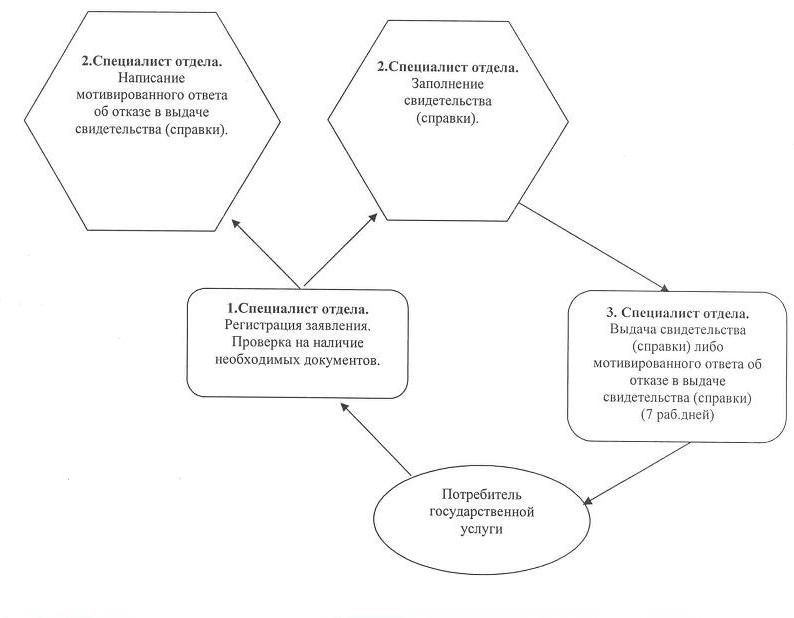 2.Специалист отдела.
Написание
мотивированного ответа
об отказе в выдаче
свидетельства (справки).
2.Специалист отдела.
Заполнение
свидетельства
(справки).
1.Специалист отдела.
Регистрация заявления.
Проверка на наличие
необходимых документов.
3. Специалист отдела.
Выдача свидетельства
(справки) либо
мотивированного ответа об
отказе в выдаче
свидетельства (справки)
(7 раб.дней)
Потребитель
государственной
услуги